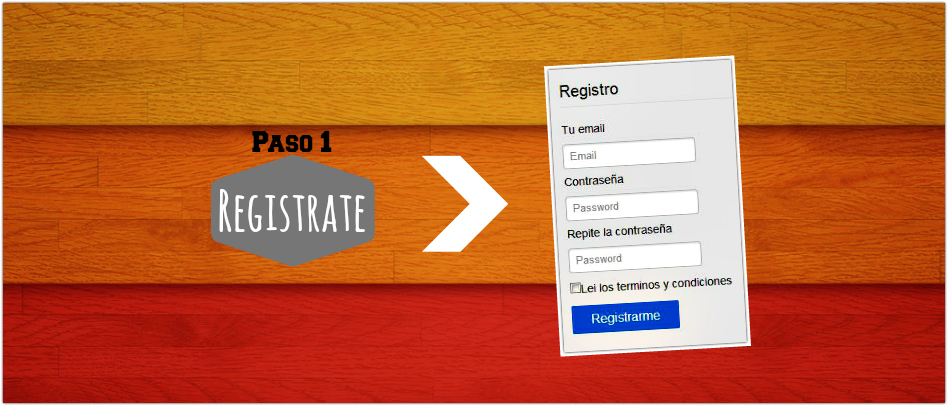 Paso 1
Registrate
Registro
Tu email
Email
Contraseña
Password
Repite la contraseña
Password
Lei los terminos y condiciones
Registrarme